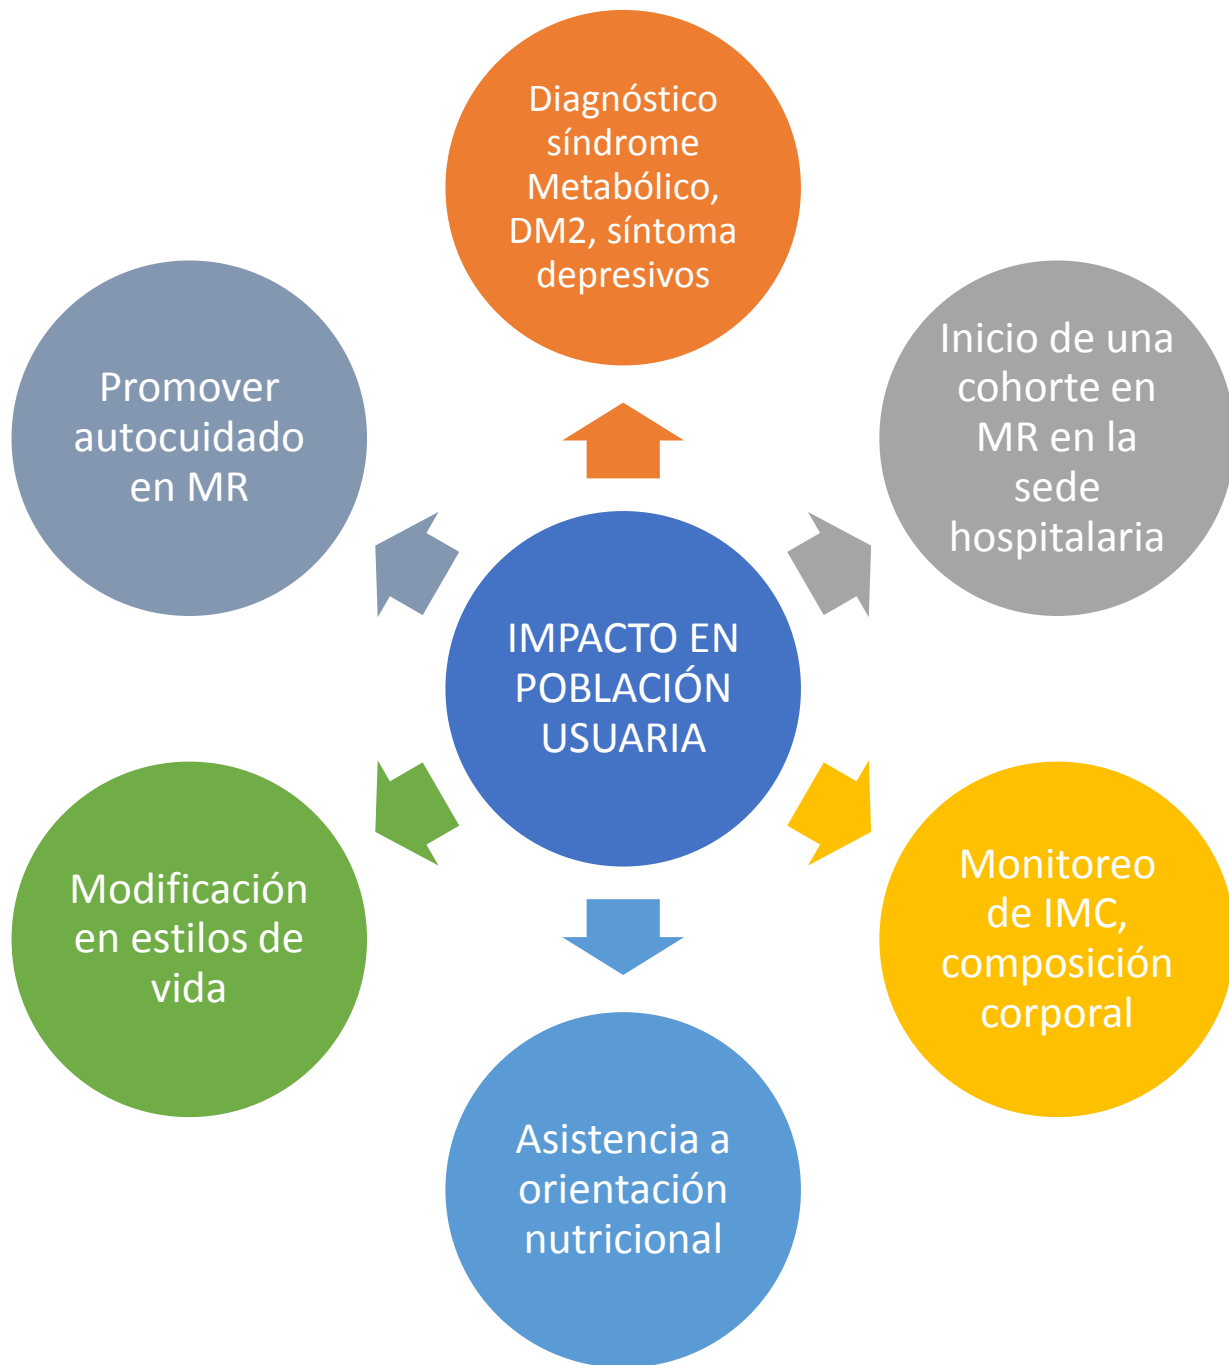 Diagnóstico
síndrome
Metabólico,
DM2, síntoma
depresivos
Inicio de una
cohorte en
MR en la
sede
hospitalaria
Promover
autocuidado
en MR
IMPACTO EN
POBLACIÓN
USUARIA
Monitoreo
de IMC,
composición
corporal
Modificación
en estilos de
vida
Asistencia a
orientación
nutricional